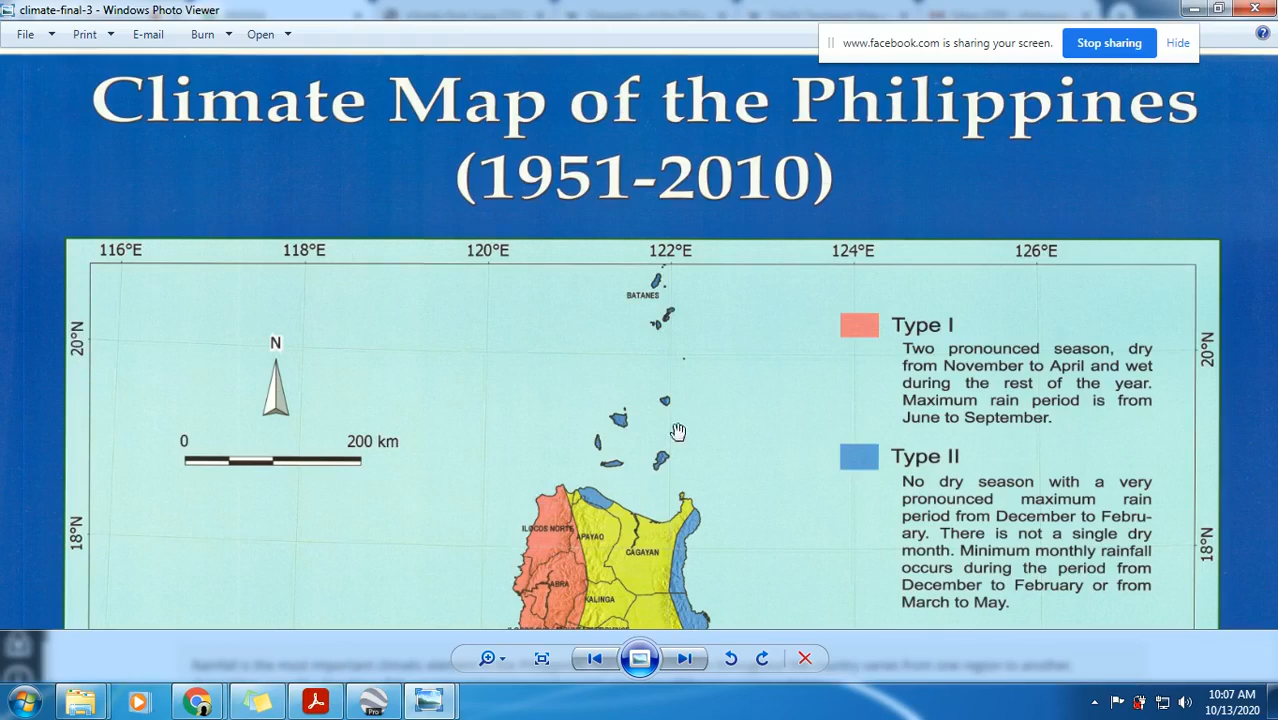 climate-final-3 - Windows Photo Viewer
File Print E-mail Burn Open
www.facebook.com is sharing your screen. Stop sharing Hide
Climate Map of the Philippines
(1951-2010)
116°E 118°E 120°E 122°E 124°E 126°E
BATANES
20°N
20°N
N
0 200 km
Type I
Two pronounced season, dry
from November to April and wet
during the rest of the year.
Maximum rain period is from
June to September.
Type II
No dry season with a very
pronounced maximum rain
period from December to Febru-
ary. There is not a single dry
month. Minimum monthly rainfall
occurs during the period from
December to February or from
March to May.
18°N
18°N
ILOCOS NORTE
APAYAO
CAGAYAN
ABRA
KALINGA
Pro
10:07 AM
10/13/2020